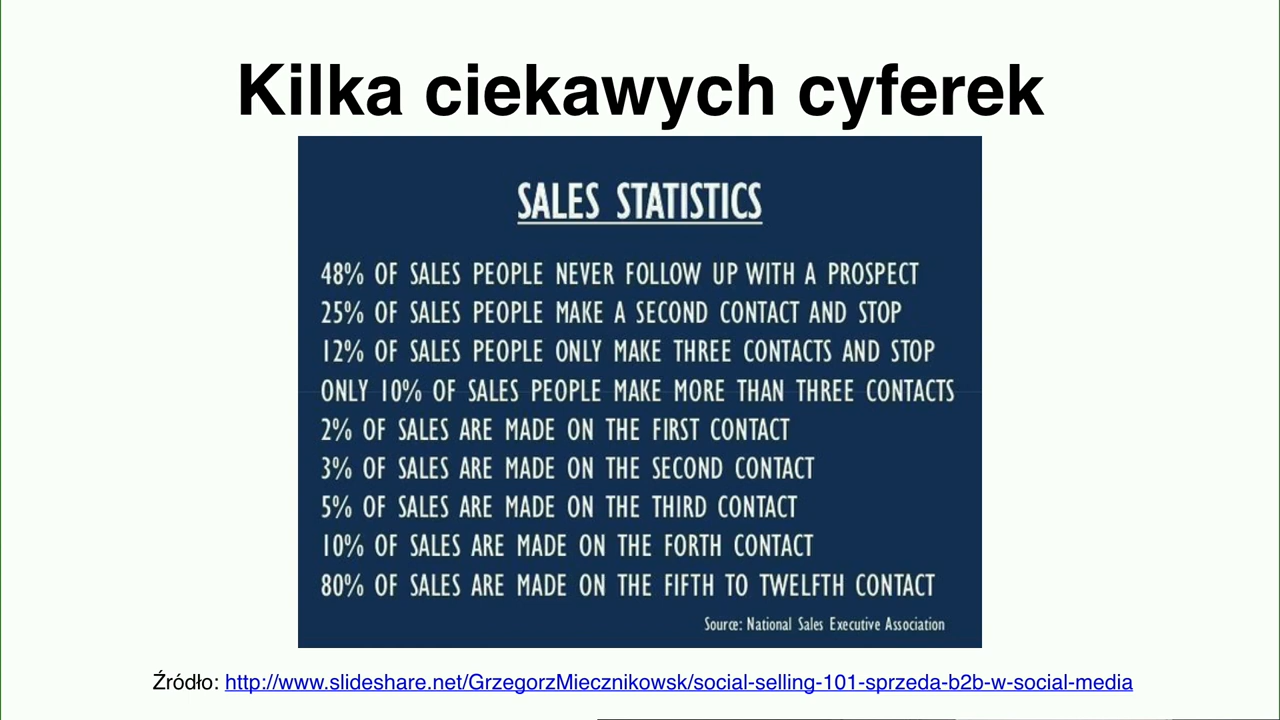 Kilka ciekawych cyferek
SALES STATISTICS
48% OF SALES PEOPLE NEVER FOLLOW UP WITH A PROSPECT
25% OF SALES PEOPLE MAKE A SECOND CONTACT AND STOP
12% OF SALES PEOPLE ONLY MAKE THREE CONTACTS AND STOP
ONLY 10% OF SALES PEOPLE MAKE MORE THAN THREE CONTACTS
2% OF SALES ARE MADE ON THE FIRST CONTACT
3% OF SALES ARE MADE ON THE SECOND CONTACT
5% OF SALES ARE MADE ON THE THIRD CONTACT
10% OF SALES ARE MADE ON THE FORTH CONTACT
80% OF SALES ARE MADE ON THE FIFTH TO TWELFTH CONTACT
Source: National Sales Executive Association
Źródło: http://www.slideshare.net/GrzegorzMiecznikowsk/social-selling-101-sprzeda-b2b-w-social-media